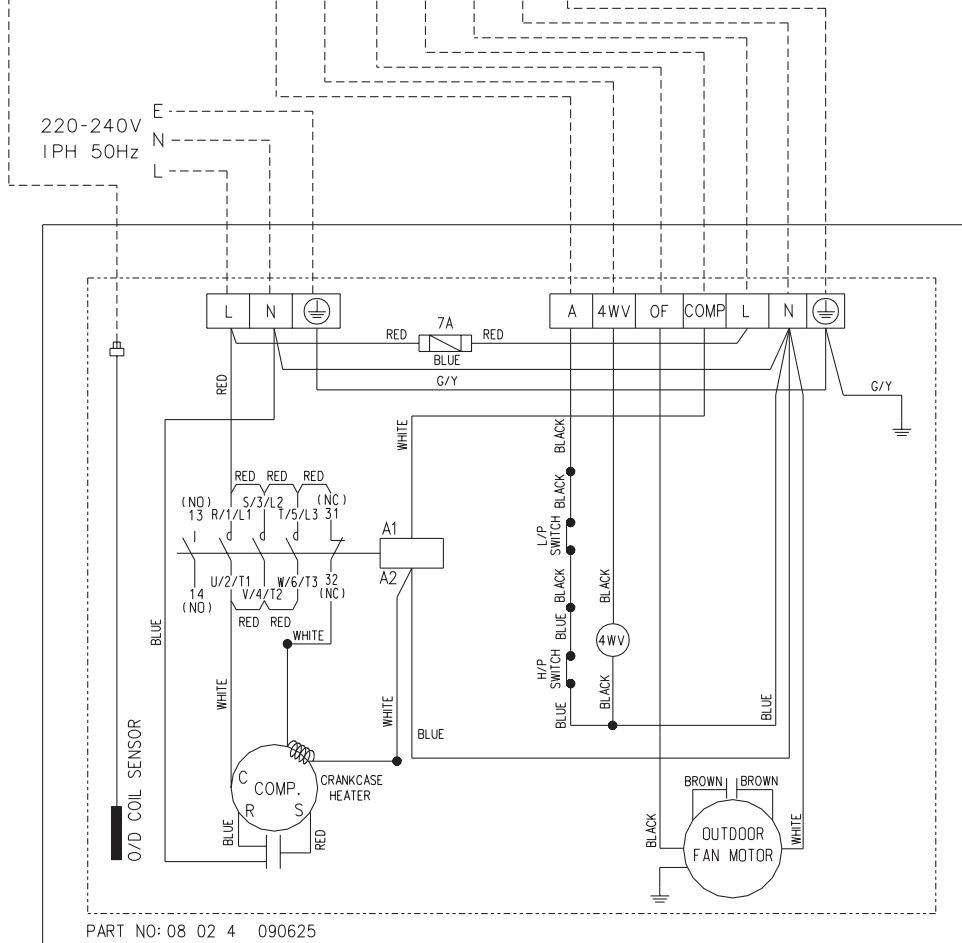 220-240V
1PH 50Hz
E
N
L
L N
A 4WV OF COMP L N
7A
RED RED
BLUE
G/Y
G/Y
RED
WHITE
BLACK
BLACK
L/P
SWITCH
BLACK
BLUE
H/P
SWITCH
BLUE
BLACK
4WV
BLACK
BLUE
RED RED RED
(NO) S/3/L2 (NC)
13 R/1/L1 T/5/L3 31
A1
A2
U/2/T1 W/6/T3 32
14 V/4/T2 (NC)
(NO)
RED RED
WHITE
BLUE
WHITE
WHITE
BLUE
O/D COIL SENSOR
C
COMP.
R S
CRANKCASE
HEATER
BLUE
RED
BROWN BROWN
BLACK
OUTDOOR
FAN MOTOR
WHITE
PART NO: 08 02 4 090625